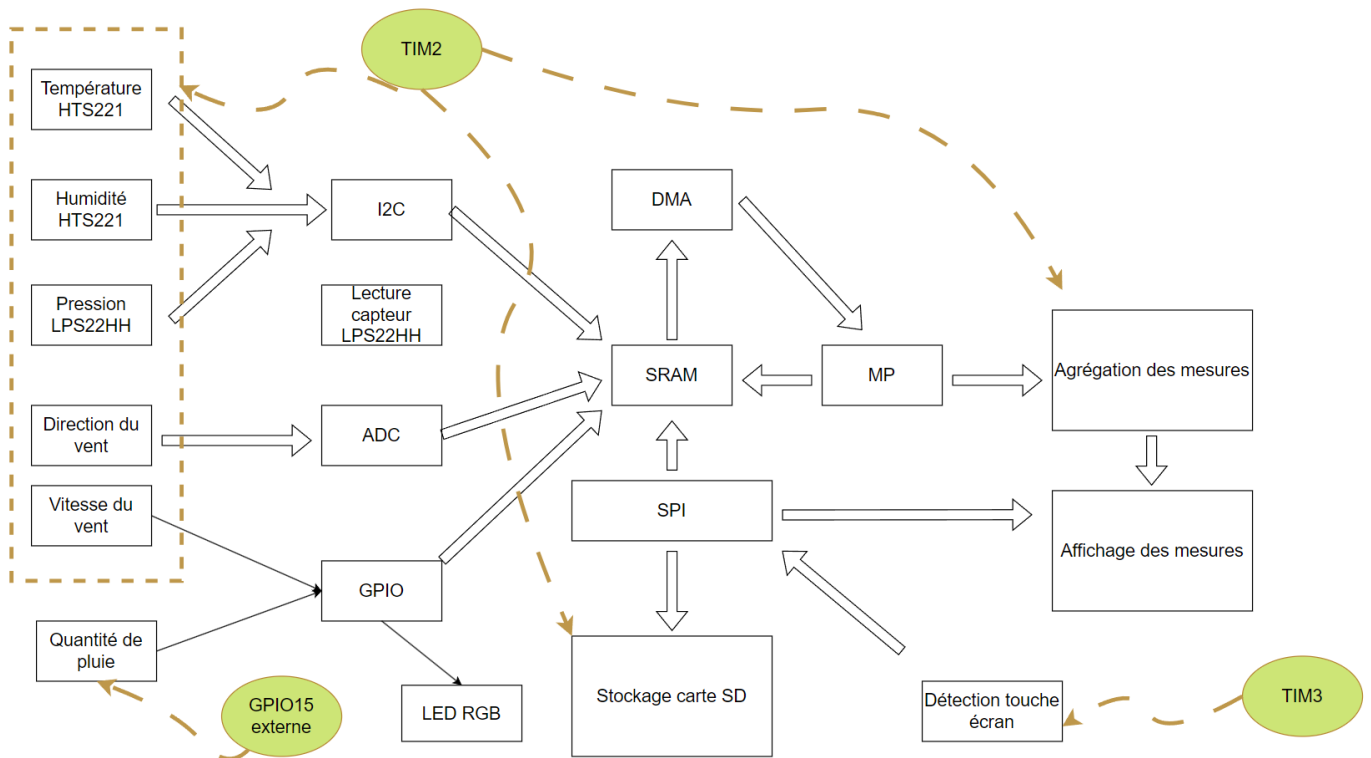 TIM2
Température
HTS221
Humidité
HTS221
I2C
DMA
Pression
LPS22HH
Lecture
capteur
LPS22HH
SRAM
MP
Agrégation des mesures
Direction du
vent
ADC
Vitesse du
vent
SPI
Affichage des mesures
GPIO
Quantité de
pluie
GPIO15
externe
LED RGB
Stockage carte SD
Détection touche
écran
TIM3